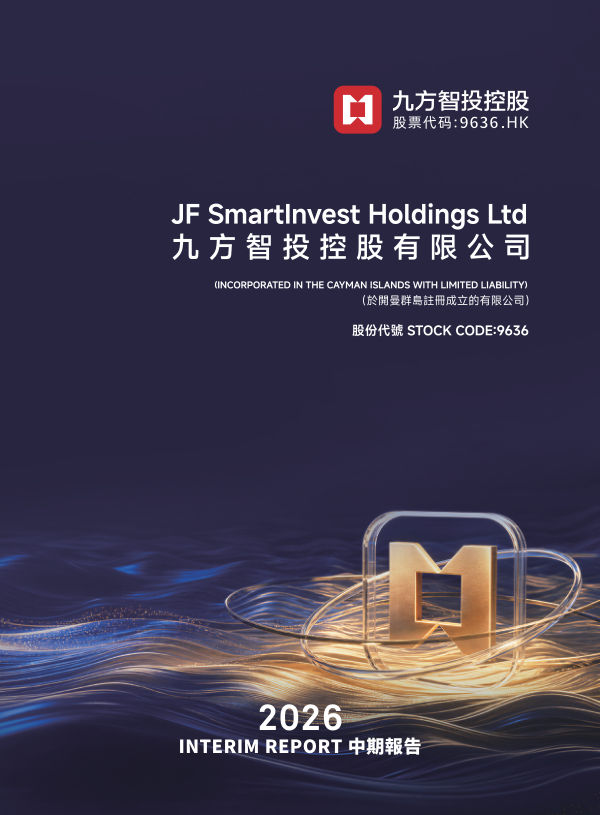 九方智投控股
股票代码:9636.HK
JF SmartInvest Holdings Ltd
九方智投控股有限公司
(INCORPORATED IN THE CAYMAN ISLANDS WITH LIMITED LIABILITY)
(於開曼群島註冊成立的有限公司)
股份代號 STOCK CODE:9636
2026
INTERIM REPORT 中期報告